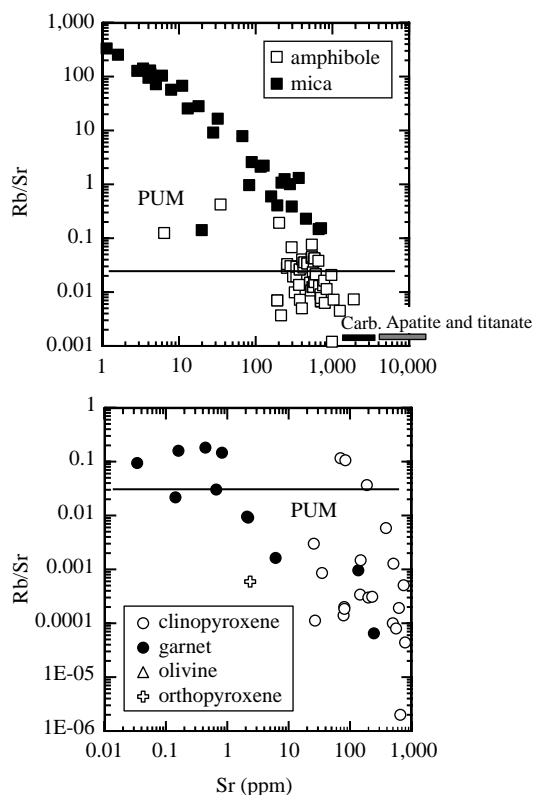 1,000
100
10
1
0.1
0.01
0.001
Rb/Sr
amphibole
mica
PUM
Carb. Apatite and titanate
1 10 100 1,000 10,000
1
0.1
0.01
0.001
0.0001
1E-05
1E-06
Rb/Sr
PUM
clinopyroxene
garnet
olivine
orthopyroxene
0.01 0.1 1 10 100 1,000
Sr (ppm)